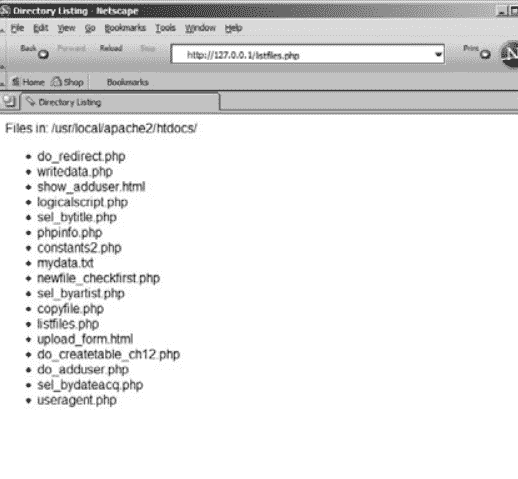 Directory Listing - Netscape
File Edit View Go Bookmarks Tools Window Help
Back Forward Reload Stop http://127.0.0.1/listfiles.php Print N
Home Shop Bookmarks
Directory Listing
Files in: /usr/local/apache2/htdocs/
• do_redirect.php
• writedata.php
• show_adduser.html
• logicalscript.php
• sel_bytitle.php
• phpinfo.php
• constants2.php
• mydata.txt
• newfile_checkfirst.php
• sel_byartist.php
• copyfile.php
• listfiles.php
• upload_form.html
• do_createtable_ch12.php
• do_adduser.php
• sel_bydateacq.php
• useragent.php